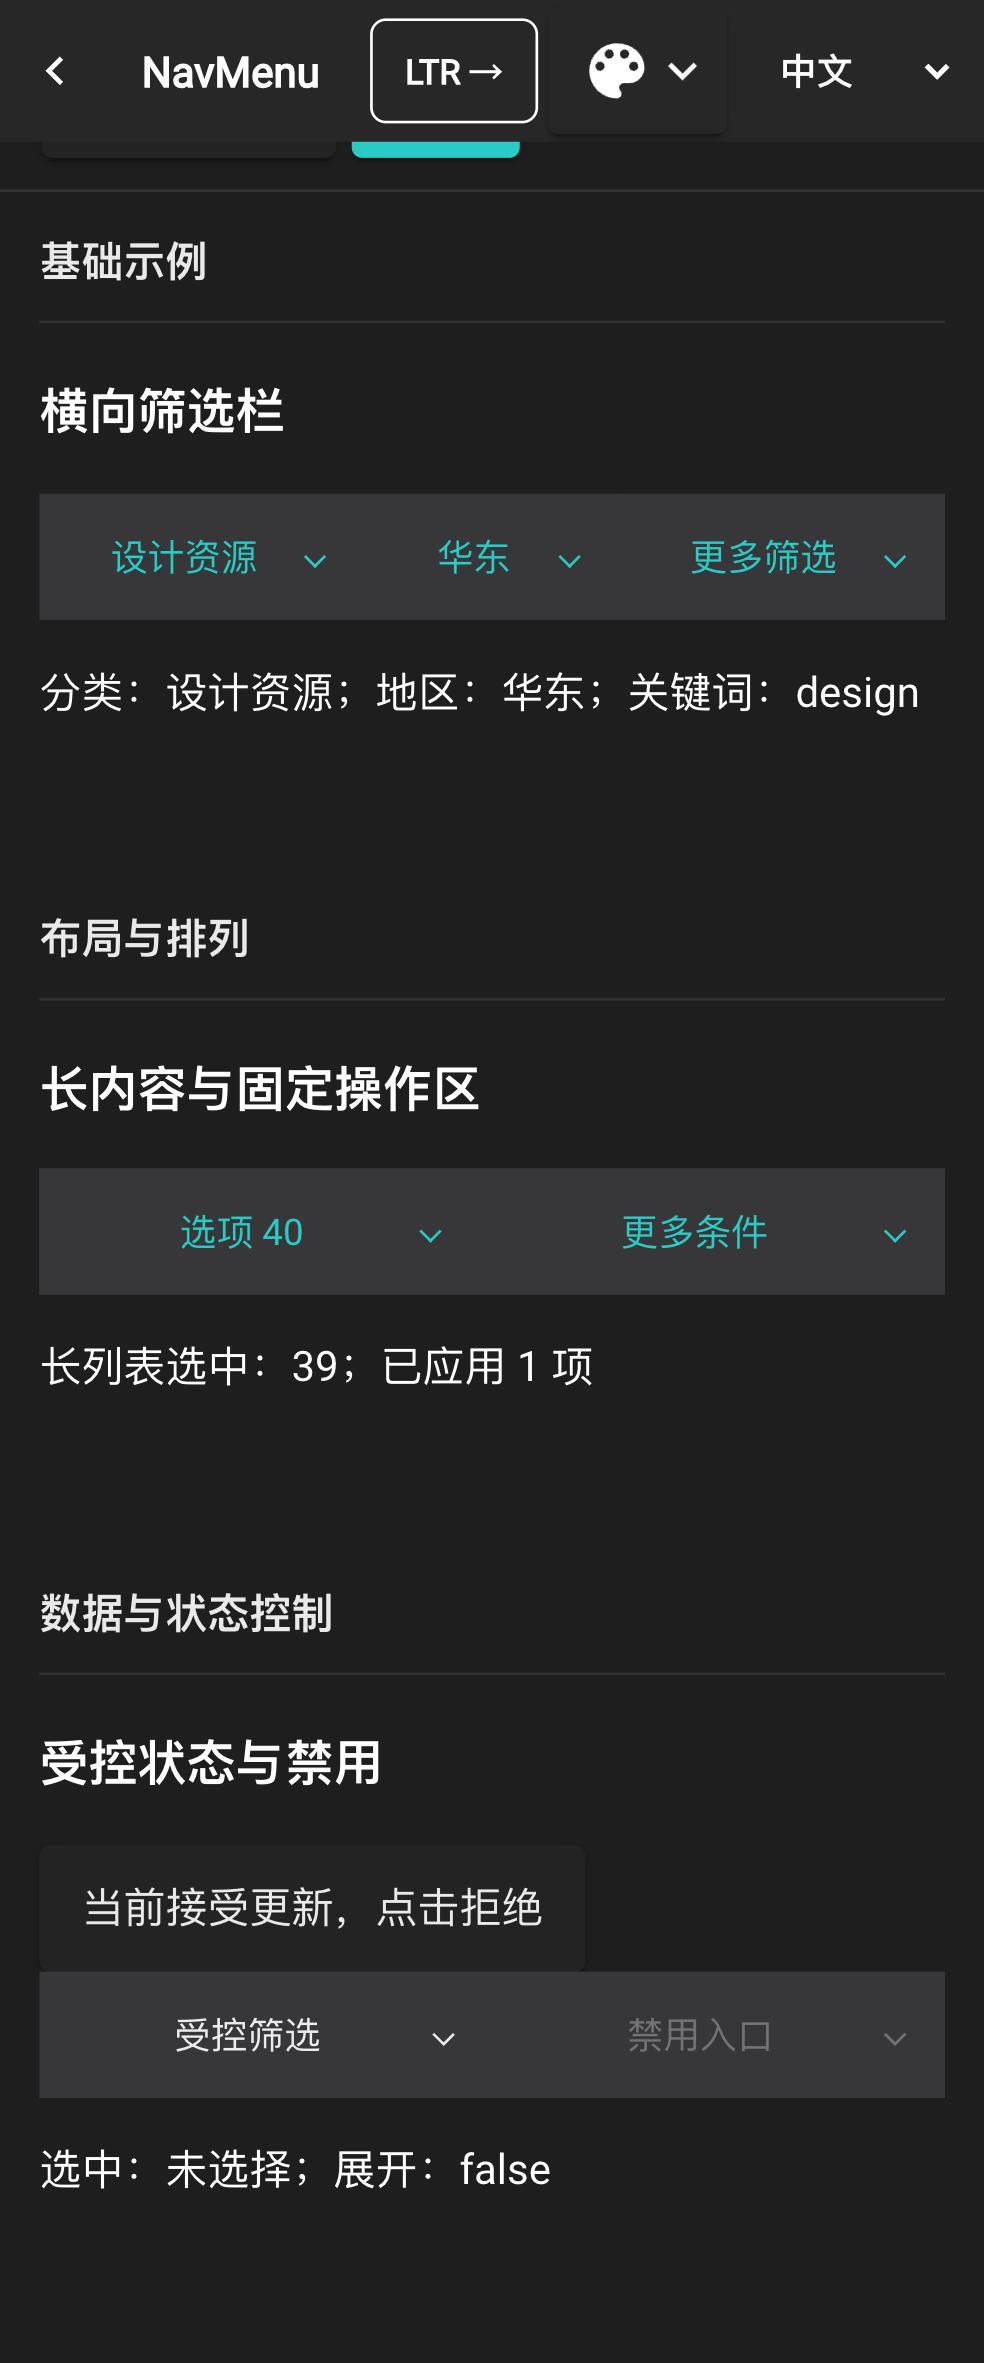 NavMenu LTR→ 中文
基础示例
横向筛选栏
设计资源 华东 更多筛选
分类：设计资源；地区：华东；关键词：design
布局与排列
长内容与固定操作区
选项 40 更多条件
长列表选中：39；已应用 1 项
数据与状态控制
受控状态与禁用
当前接受更新，点击拒绝
受控筛选 禁用入口
选中：未选择；展开：false